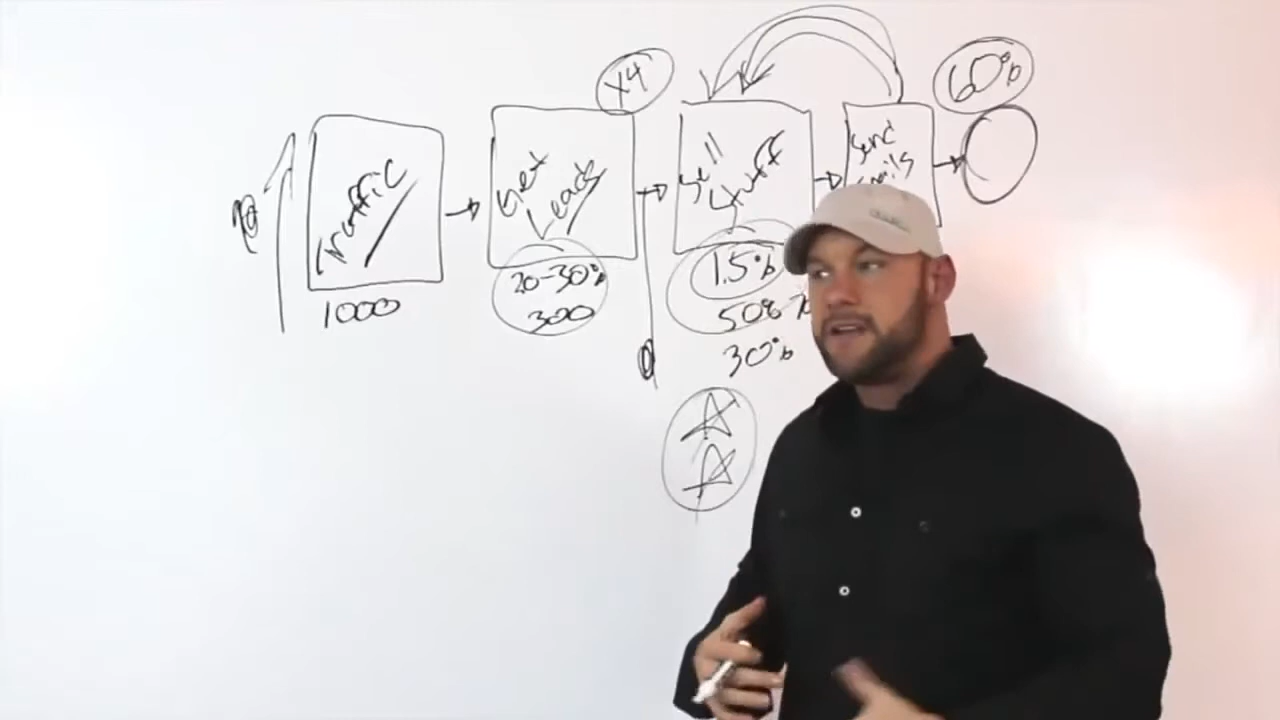 X4
60%
Traffic
Get
Leads
Sell
Stuff
Send
1000
20-30%
300
1.5%
50%
30%